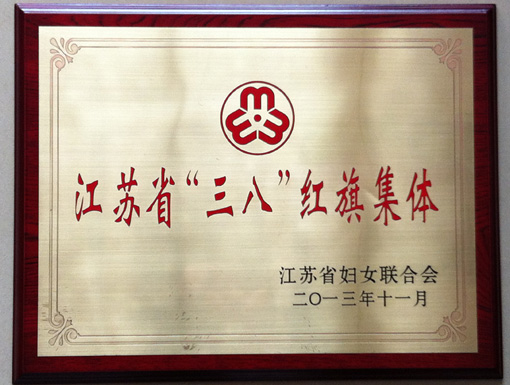 江苏省“三八”红旗集体
江苏省妇女联合会
二〇一三年十一月